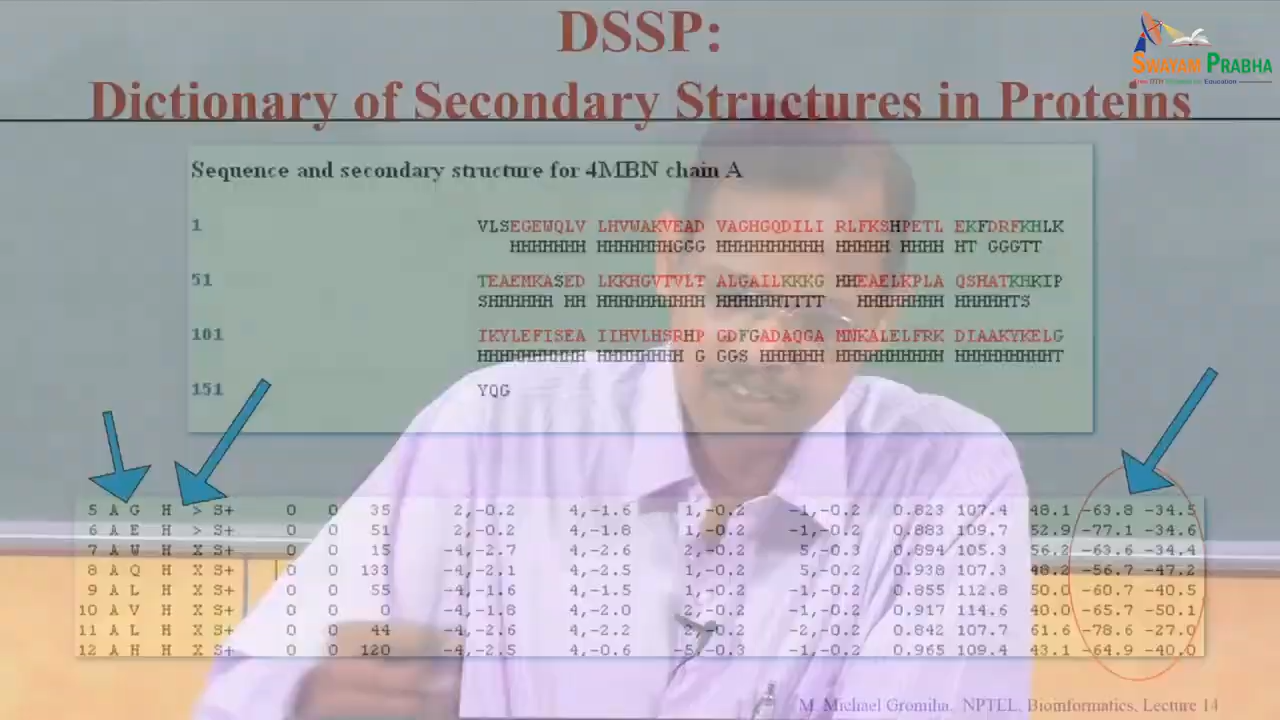 DSSP:
SWAYAM PRABHA
Dictionary of Secondary Structures in Proteins
Sequence and secondary structure for 4MBN chain A
1 VLSEGEWQLV LHVWAKVEAD VAGHGQDILI RLFKSHPETL EKFDRFKHLK
HHHHHHH HHHHHHHGGG HHHHHHHHHH HHHHH HHHH HT GGGTT
51 TEAEMKASED LKKHGVTVLT ALGAILKKKG HHEAELKPLA QSHATKHKIP
SHHHHHH HH HHHHHHHHHH HHHHHHTTTT HHHHHHHH HHHHHTS
101 IKYLEFISEA IIHVLHSRHP GDFGADAQGA MNKALELFRK DIAAKYKELG
HHHHHHHHHH HHHHHHHH G GGS HHHHHH HHHHHHHHHH HHHHHHHHHT
151 YQG
5 A G H > S+ 0 0 35 2,-0.2 4,-1.6 1,-0.2 -1,-0.2 0.823 107.4 48.1 -63.8 -34.5
6 A E H > S+ 0 0 51 2,-0.2 4,-1.8 1,-0.2 -1,-0.2 0.883 109.7 52.9 -77.1 -34.6
7 A W H X S+ 0 0 15 -4,-2.7 4,-2.6 2,-0.2 5,-0.3 0.894 105.3 56.2 -63.6 -34.4
8 A Q H X S+ 0 0 133 -4,-2.1 4,-2.5 1,-0.2 5,-0.2 0.938 107.3 48.2 -56.7 -47.2
9 A L H X S+ 0 0 55 -4,-1.6 4,-1.5 1,-0.2 -1,-0.2 0.855 112.8 50.0 -60.7 -40.5
10 A V H X S+ 0 0 0 -4,-1.8 4,-2.0 2,-0.2 -1,-0.2 0.917 114.6 40.0 -65.7 -50.1
11 A L H X S+ 0 0 44 -4,-2.6 4,-2.2 2,-0.2 -2,-0.2 0.842 107.7 61.6 -78.6 -27.0
12 A H H X S+ 0 0 120 -4,-2.5 4,-0.6 -5,-0.3 -1,-0.2 0.965 109.4 43.1 -64.9 -40.0
M. Michael Gromiha, NPTEL, Bioinformatics, Lecture 14